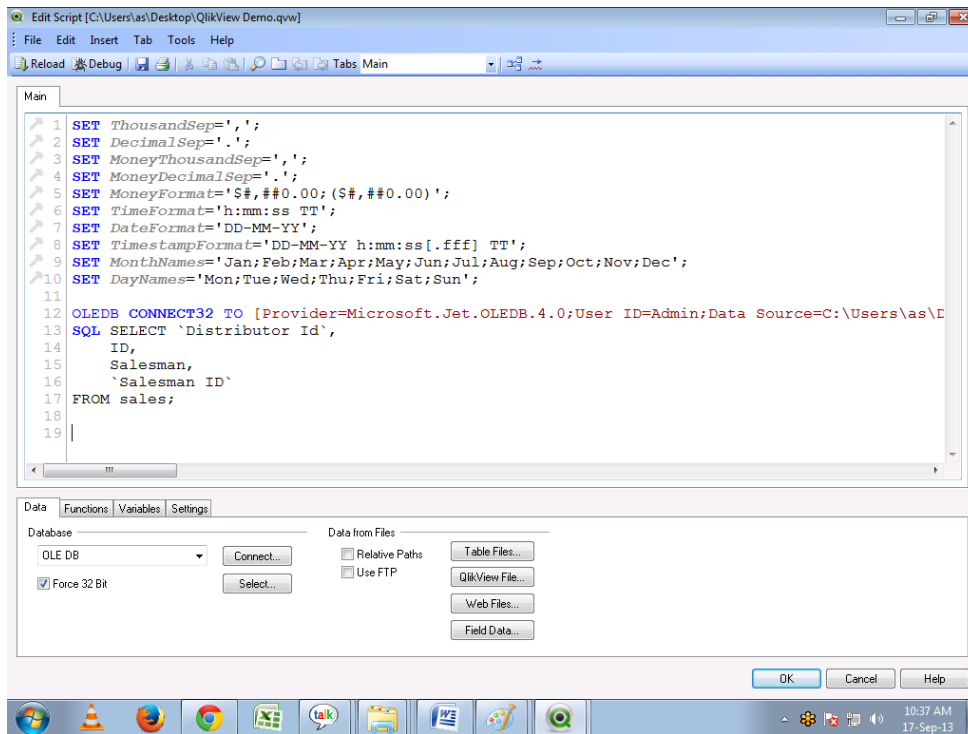 Edit Script [C:\Users\as\Desktop\QlikView Demo.qvw]
File Edit Insert Tab Tools Help
Reload Debug Tabs Main
Main
1 SET ThousandSep=',';
2 SET DecimalSep='.';
3 SET MoneyThousandSep=',';
4 SET MoneyDecimalSep='.';
5 SET MoneyFormat='$#,##0.00;($#,##0.00)';
6 SET TimeFormat='h:mm:ss TT';
7 SET DateFormat='DD-MM-YY';
8 SET TimestampFormat='DD-MM-YY h:mm:ss[.fff] TT';
9 SET MonthNames='Jan;Feb;Mar;Apr;May;Jun;Jul;Aug;Sep;Oct;Nov;Dec';
10 SET DayNames='Mon;Tue;Wed;Thu;Fri;Sat;Sun';
11
12 OLEDB CONNECT32 TO [Provider=Microsoft.Jet.OLEDB.4.0;User ID=Admin;Data Source=C:\Users\as\D
13 SQL SELECT `Distributor Id`,
14 ID,
15 Salesman,
16 `Salesman ID`
17 FROM sales;
18
19
Data Functions Variables Settings
Database Data from Files
OLE DB Connect... Relative Paths Table Files...
Force 32 Bit Select... Use FTP QlikView File...
Web Files...
Field Data...
OK Cancel Help
talk
10:37 AM
17-Sep-13